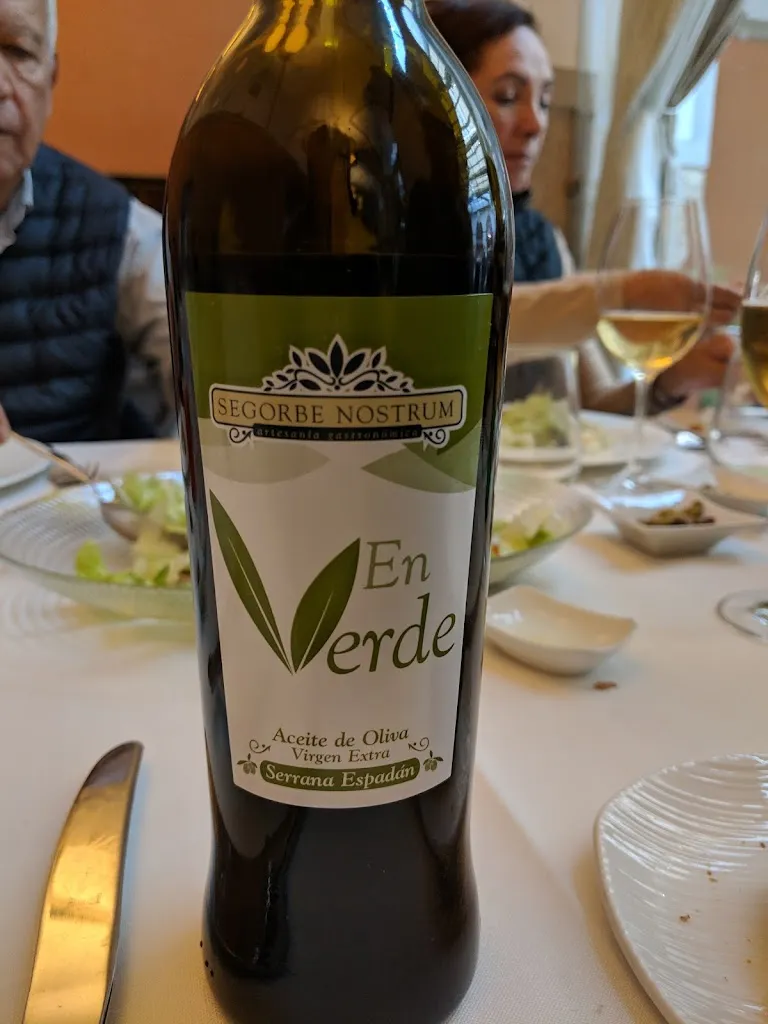 SEGORBE NOSTRUM
artesanía gastronómica
En
Verde
Aceite de Oliva
Virgen Extra
Serrana Espadán